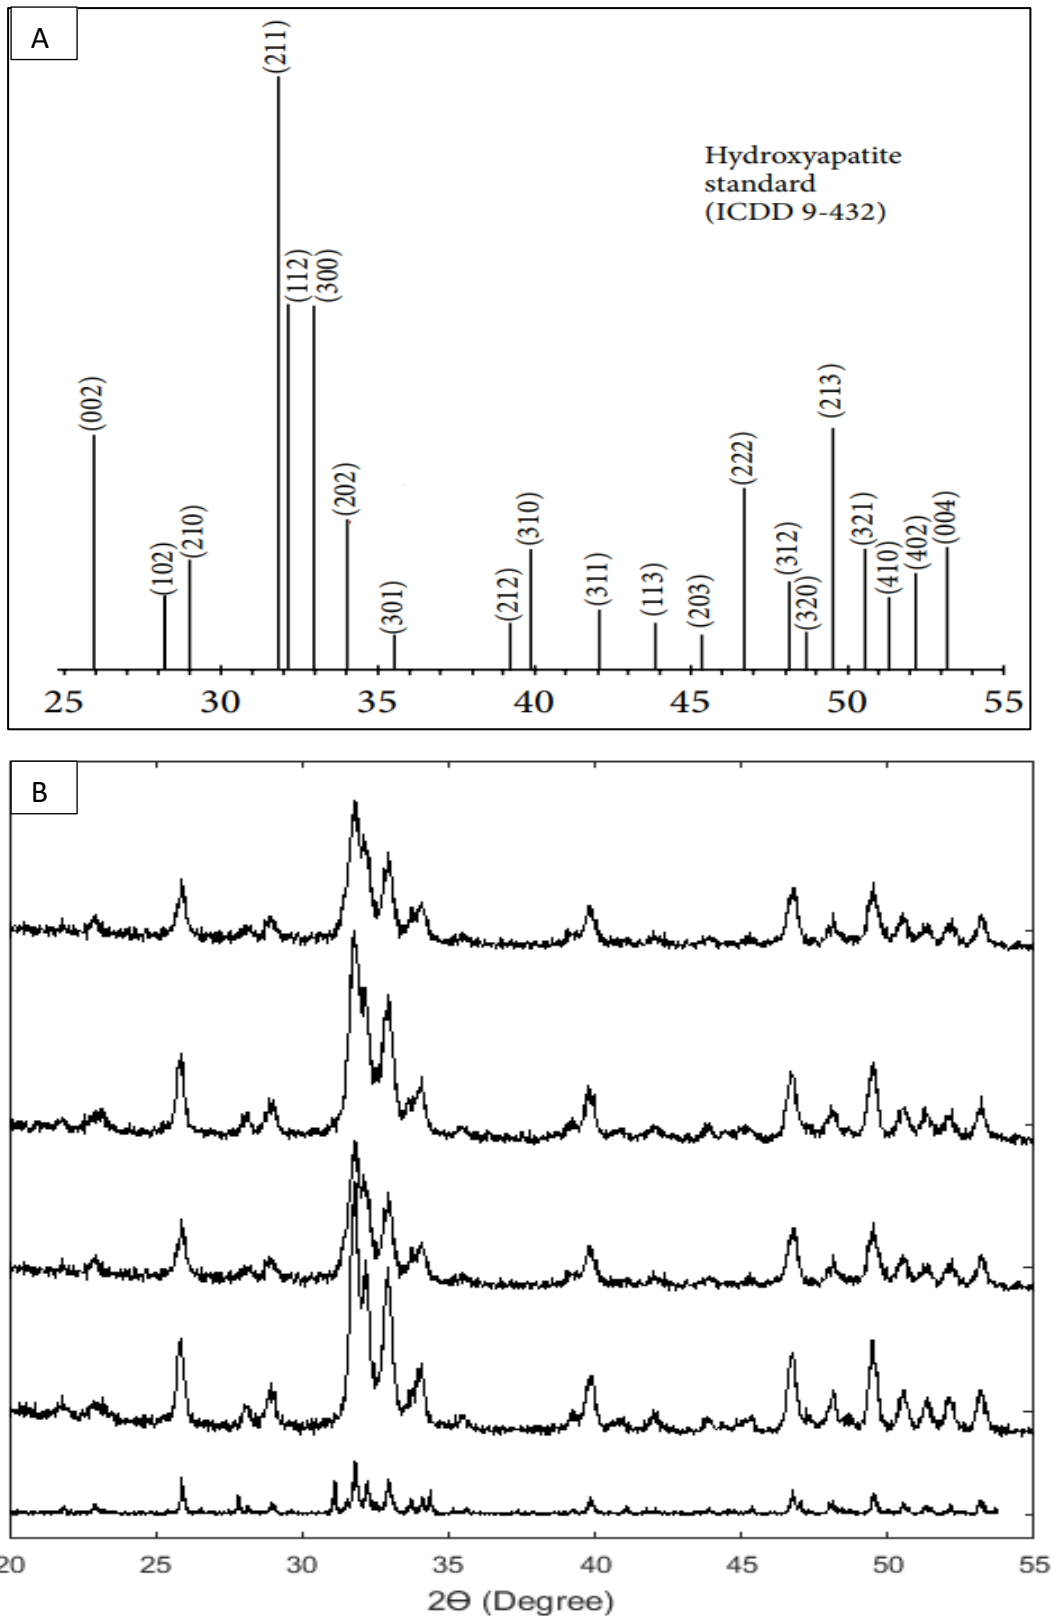 A
(211)
Hydroxyapatite
standard
(ICDD 9-432)
(112)
(300)
(002)
(213)
(222)
(202)
(310)
(321)
(004)
(210)
(402)
(312)
(102)
(410)
(311)
(113)
(212)
(203)
(320)
(301)
25 30 35 40 45 50 55
B
20 25 30 35 40 45 50 55
2Θ (Degree)